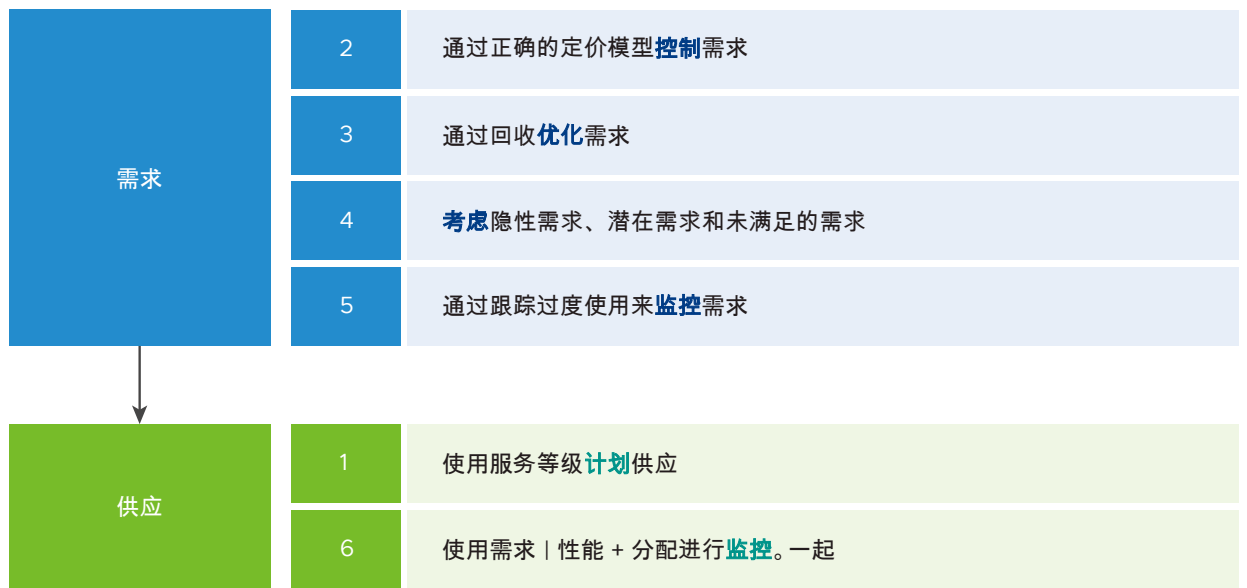 需求
2
通过正确的定价模型控制需求
3
通过回收优化需求
4
考虑隐性需求、潜在需求和未满足的需求
5
通过跟踪过度使用来监控需求
供应
1
使用服务等级计划供应
6
使用需求 | 性能 + 分配进行监控。一起